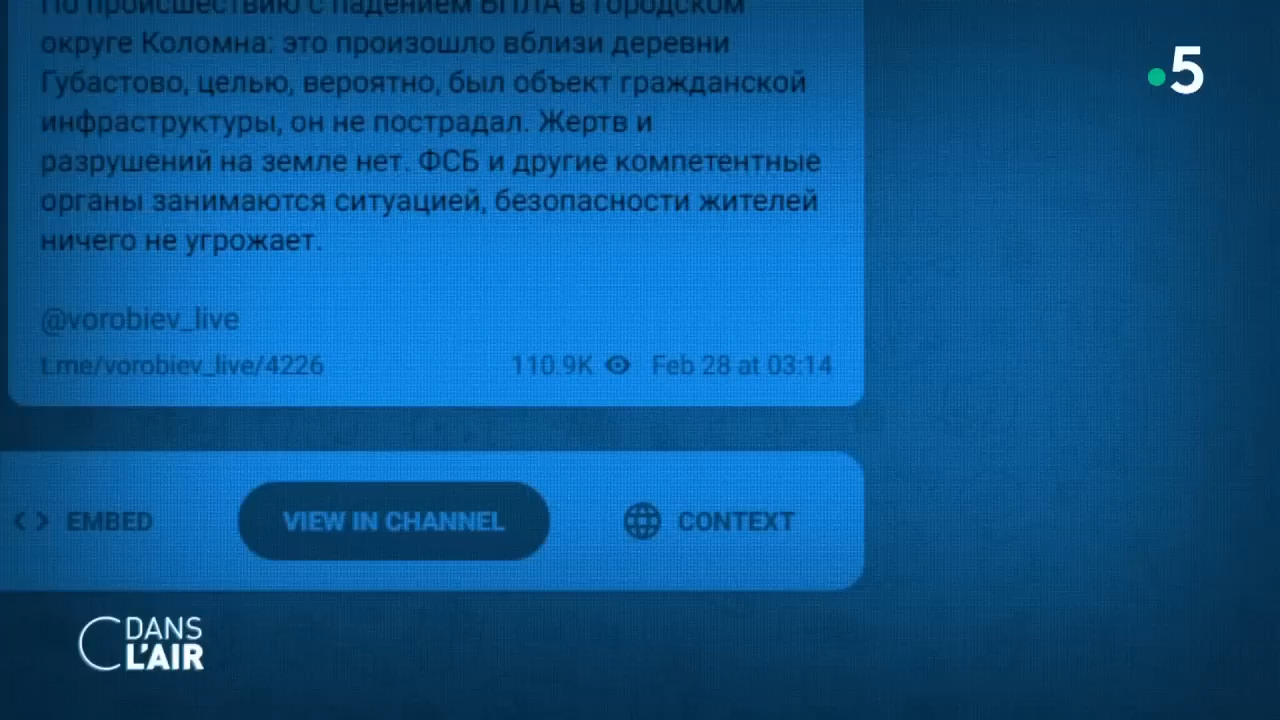 По происшествию с падением БПЛА в городском
округе Коломна: это произошло вблизи деревни
Губастово, целью, вероятно, был объект гражданской
инфраструктуры, он не пострадал. Жертв и
разрушений на земле нет. ФСБ и другие компетентные
органы занимаются ситуацией, безопасности жителей
ничего не угрожает.
@vorobiev_live
t.me/vorobiev_live/4226 110.9K Feb 28 at 03:14
EMBED VIEW IN CHANNEL CONTEXT
5
C DANS
L'AIR